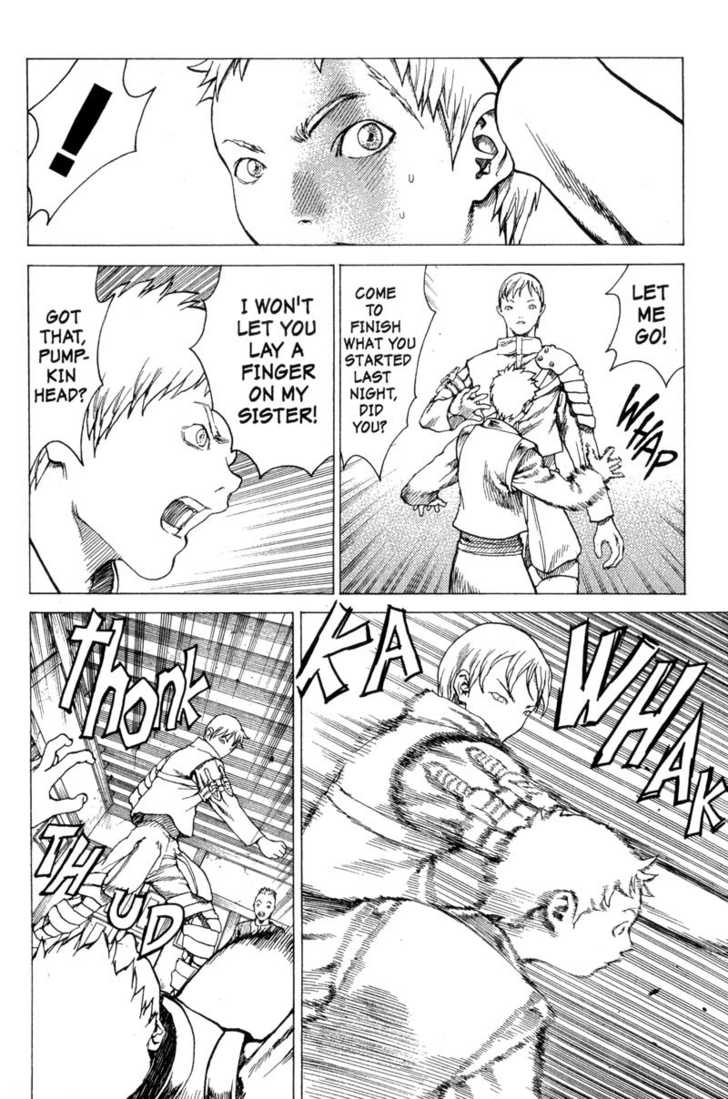 !
LET
ME
GO!
COME
TO
FINISH
WHAT YOU
STARTED
LAST
NIGHT,
DID
YOU?
WHAP
I WON'T
LET YOU
LAY A
FINGER
ON MY
SISTER!
GOT
THAT,
PUMP-
KIN
HEAD?
KA
WHAK
Thonk
THUD